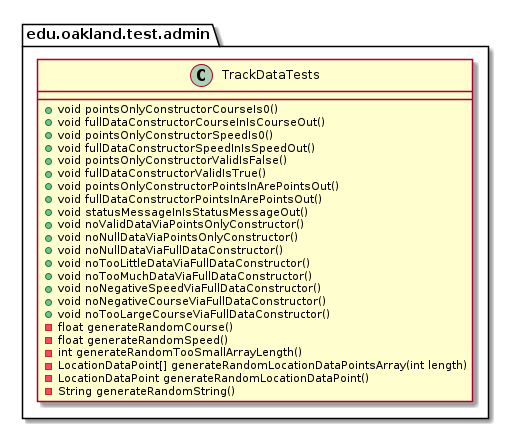 edu.oakland.test.admin
C TrackDataTests
void pointsOnlyConstructorCourseIs0()
void fullDataConstructorCourseInIsCourseOut()
void pointsOnlyConstructorSpeedIs0()
void fullDataConstructorSpeedInIsSpeedOut()
void pointsOnlyConstructorValidIsFalse()
void fullDataConstructorValidIsTrue()
void pointsOnlyConstructorPointsInArePointsOut()
void fullDataConstructorPointsInArePointsOut()
void statusMessageInIsStatusMessageOut()
void noValidDataViaPointsOnlyConstructor()
void noNullDataViaPointsOnlyConstructor()
void noNullDataViaFullDataConstructor()
void noTooLittleDataViaFullDataConstructor()
void noTooMuchDataViaFullDataConstructor()
void noNegativeSpeedViaFullDataConstructor()
void noNegativeCourseViaFullDataConstructor()
void noTooLargeCourseViaFullDataConstructor()
float generateRandomCourse()
float generateRandomSpeed()
int generateRandomTooSmallArrayLength()
LocationDataPoint[] generateRandomLocationDataPointsArray(int length)
LocationDataPoint generateRandomLocationDataPoint()
String generateRandomString()